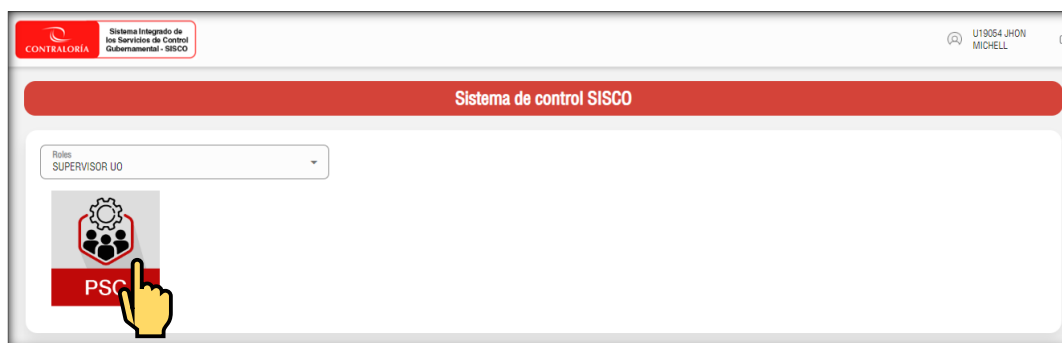 CONTRALORÍA
Sistema Integrado de
los Servicios de Control
Gubernamental - SISCO
U19054 JHON
MICHELL
Sistema de control SISCO
Roles
SUPERVISOR UO
PSC